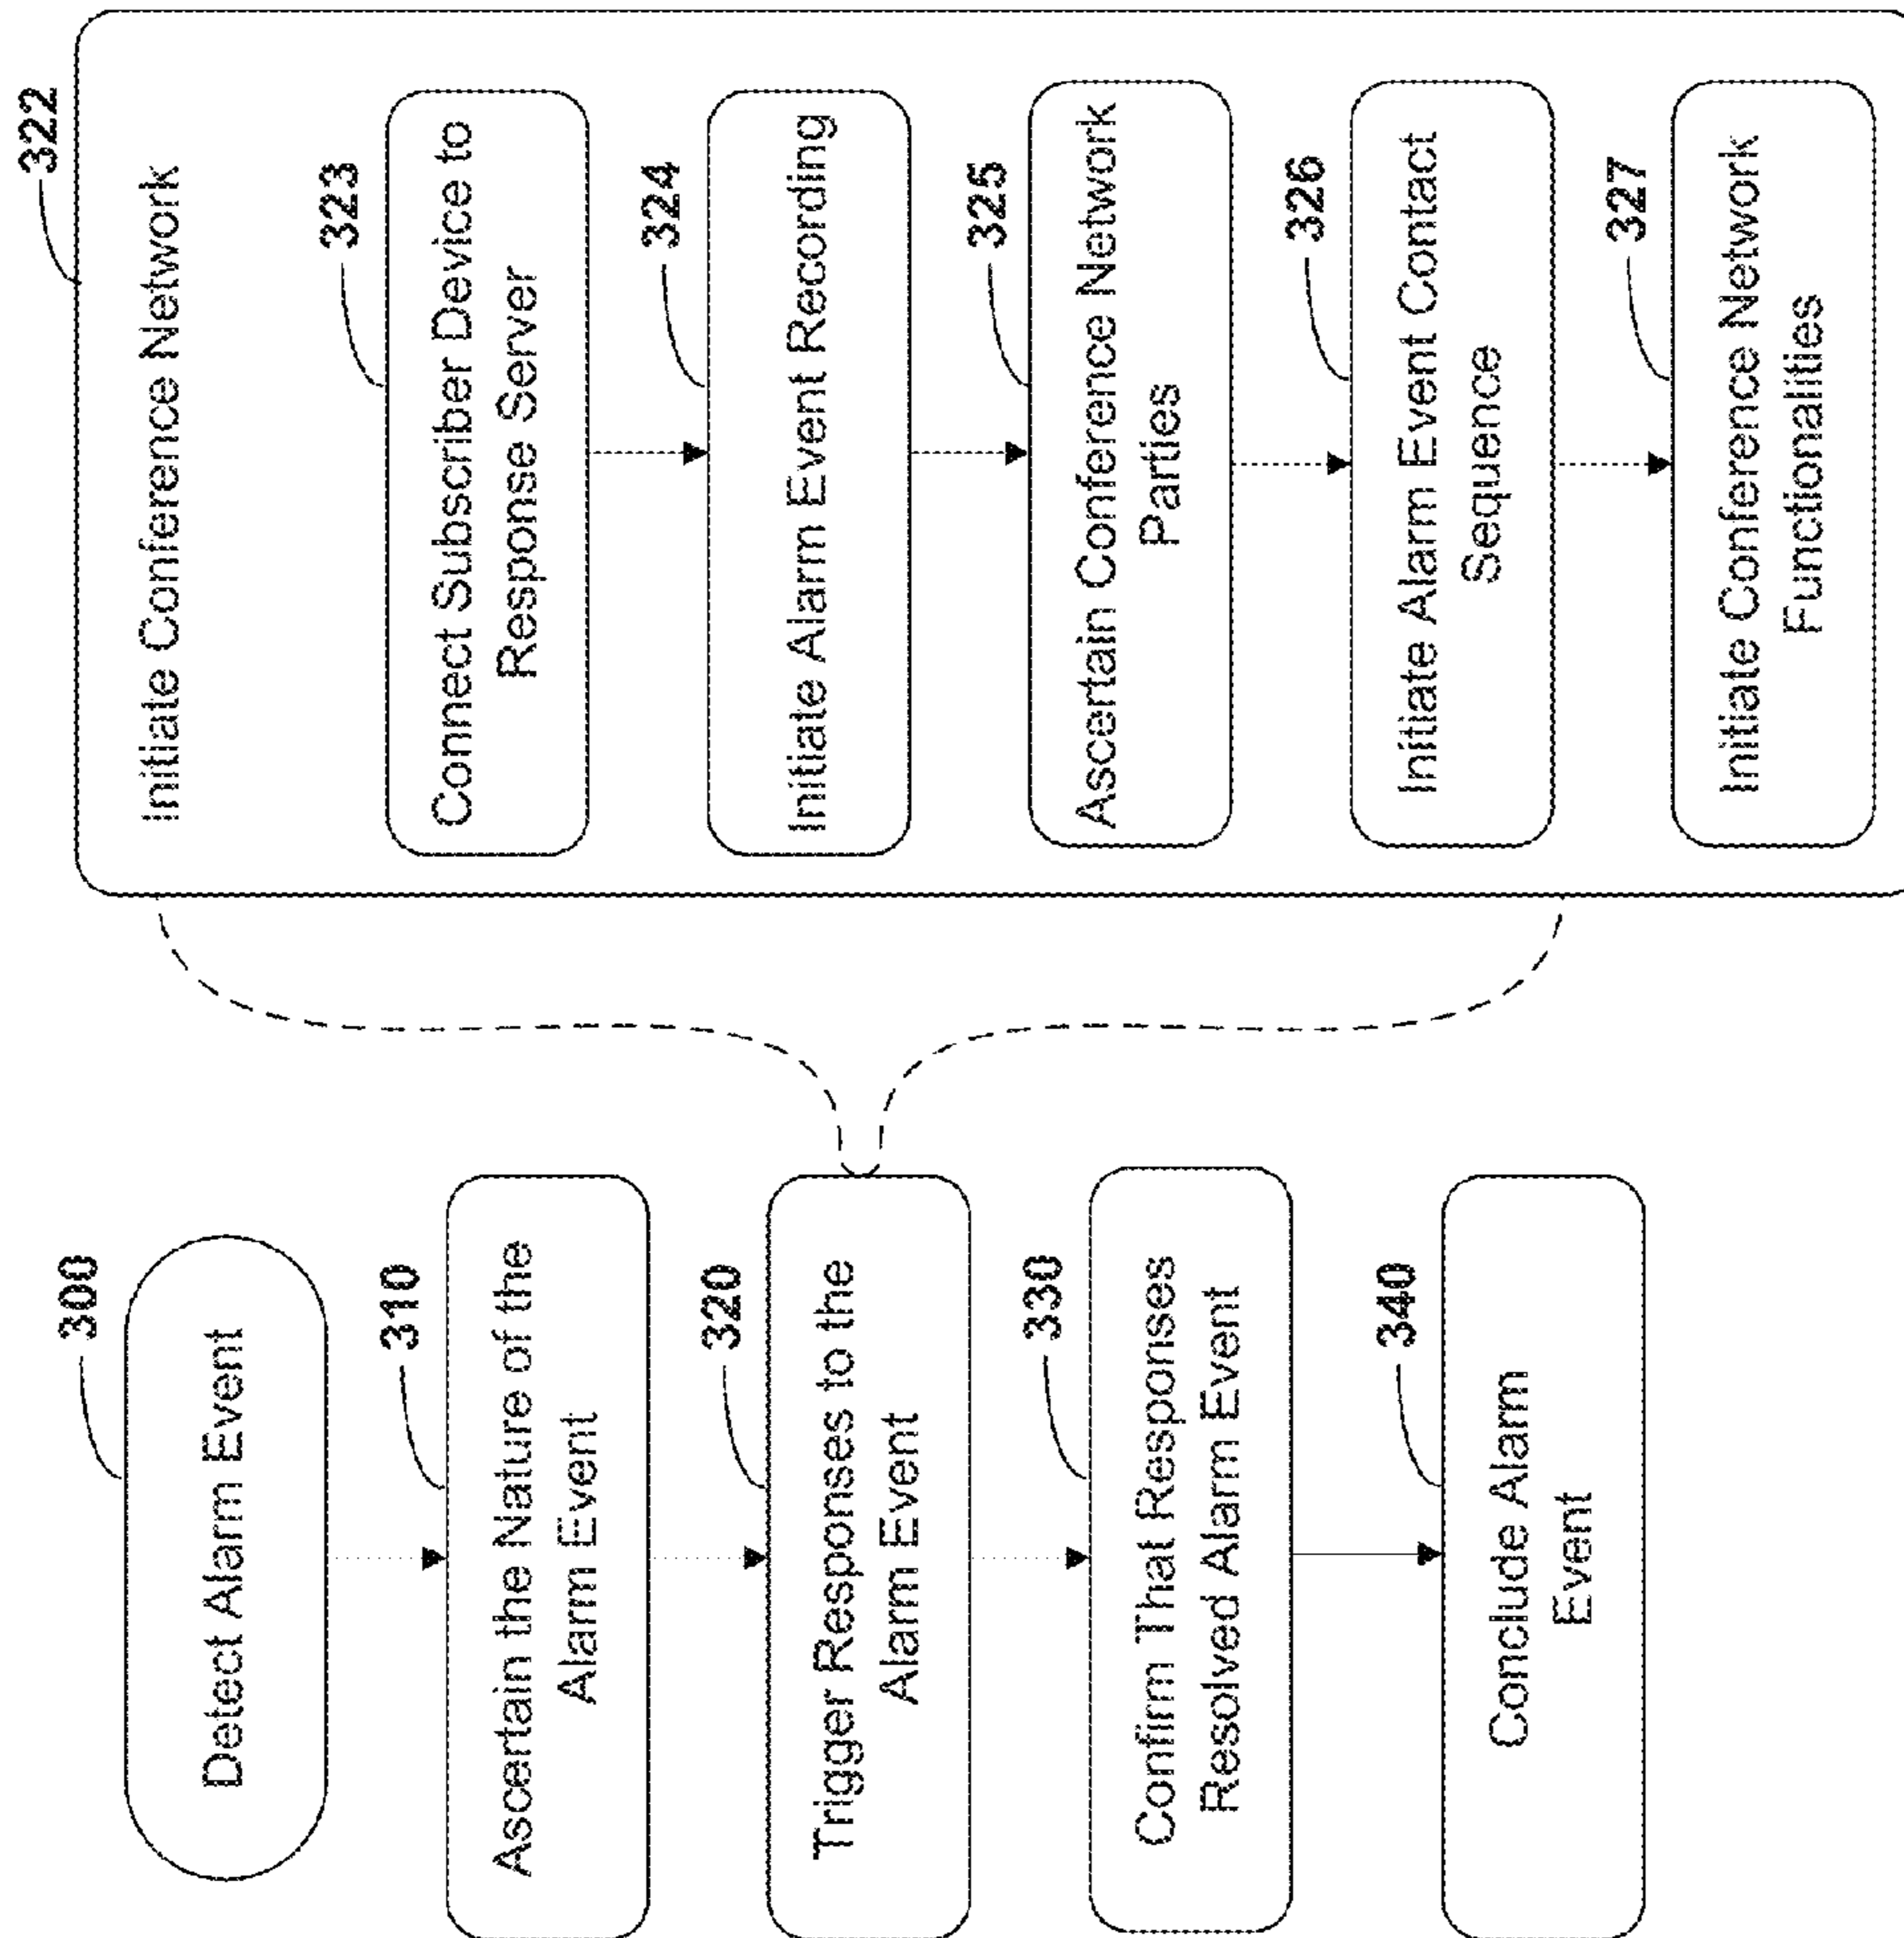 300
Detect Alarm Event
310
Ascertain the Nature of the
Alarm Event
320
Trigger Responses to the
Alarm Event
330
Confirm That Responses
Resolved Alarm Event
340
Conclude Alarm
Event
322
Initiate Conference Network
323
Connect Subscriber Device to
Response Server
324
Initiate Alarm Event Recording
325
Ascertain Conference Network
Parties
326
Initiate Alarm Event Contact
Sequence
327
Initiate Conference Network
Functionalities